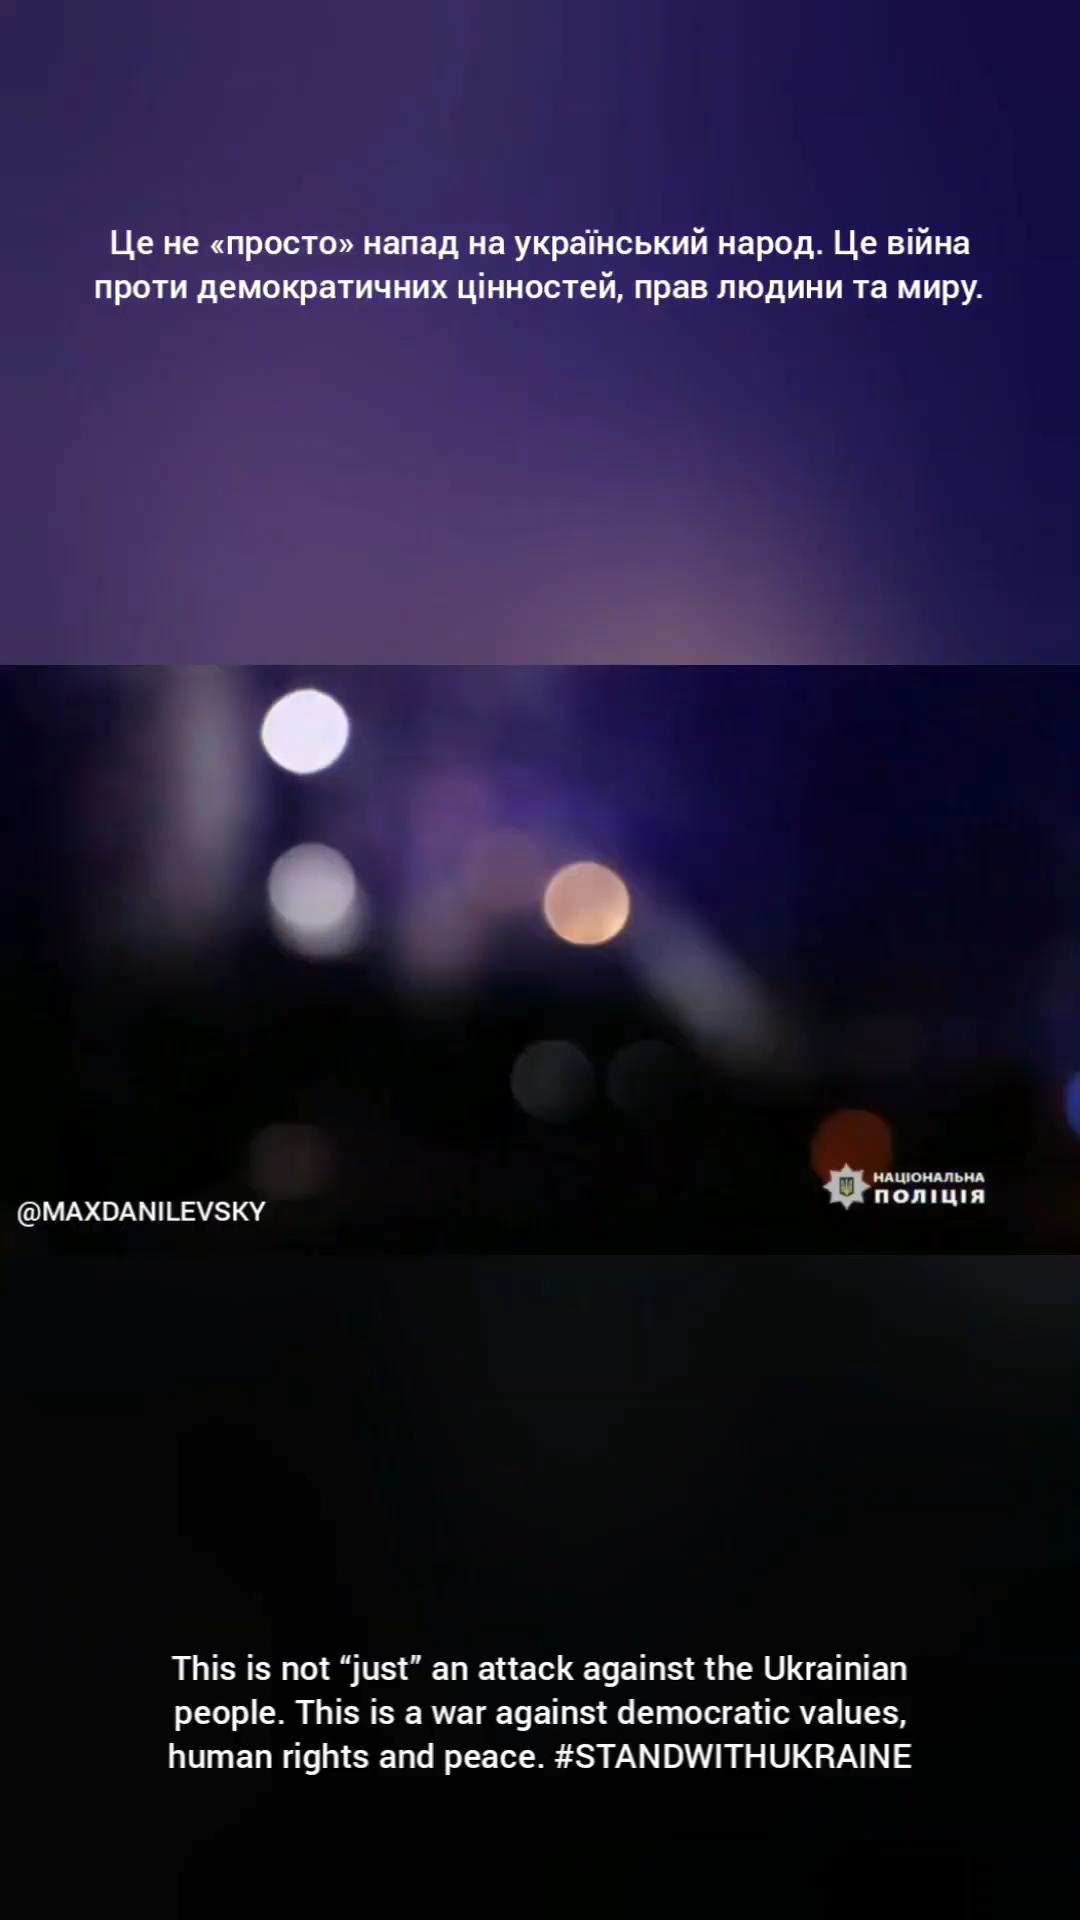 Це не «просто» напад на український народ. Це війна
проти демократичних цінностей, прав людини та миру.
@MAXDANILEVSKY
НАЦІОНАЛЬНА
ПОЛІЦІЯ
This is not “just” an attack against the Ukrainian
people. This is a war against democratic values,
human rights and peace. #STANDWITHUKRAINE